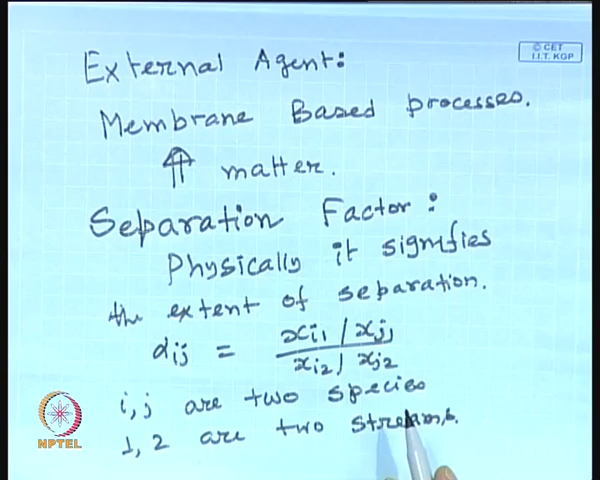 © CET
I.I.T. KGP
External Agent:
Membrane Based processes.
⇑ matter.
Separation Factor:
Physically it signifies
the extent of separation.
αij = xi1 / xj1 / xi2 / xj2
i, j are two species
1, 2 are two streams.
NPTEL